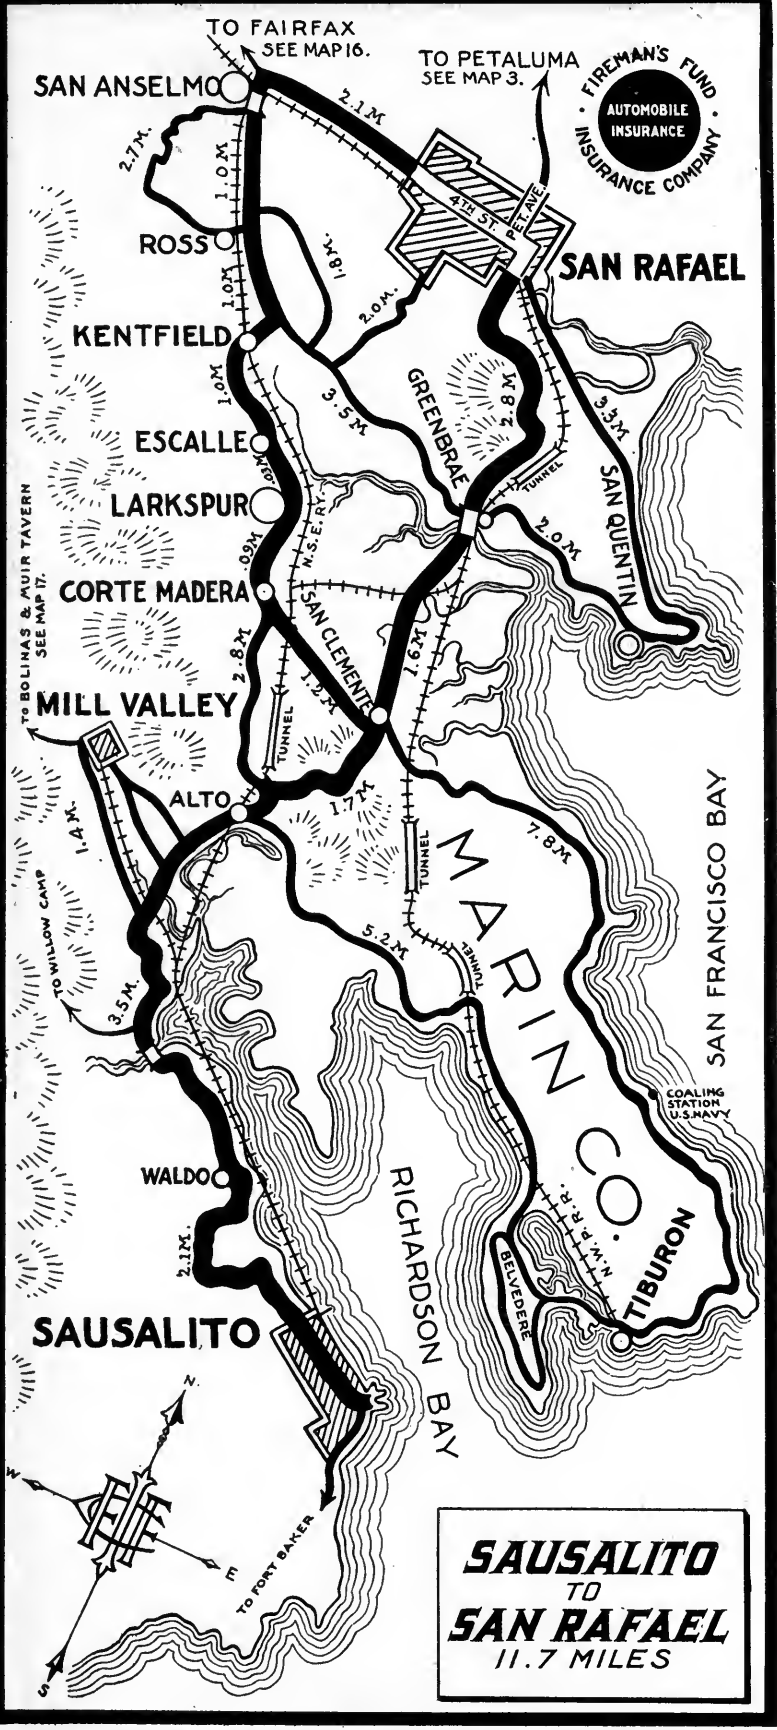 TO FAIRFAX
SEE MAP 16.
TO PETALUMA
SEE MAP 3.
FIREMAN'S FUND
AUTOMOBILE
INSURANCE
INSURANCE COMPANY
SAN ANSELMO
2.1 M
2.7 M.
1.0 M
4TH ST.
PET. AVE.
ROSS
1.8 M.
SAN RAFAEL
1.0 M
2.0 M.
KENTFIELD
1.0 M
3.5 M.
GREENBRAE
2.8 M
3.3 M
ESCALLE
TUNNEL
SAN QUENTIN
LARKSPUR
N.S.E.RY.
2.0 M
.09M
TO BOLINAS & MUIR TAVERN
SEE MAP 17.
CORTE MADERA
SAN CLEMENTE
1.6 M
2.8 M
1.2 M
MILL VALLEY
TUNNEL
ALTO
1.7 M
1.4 M.
TUNNEL
7.8 M
SAN FRANCISCO BAY
MARIN CO.
TO WILLOW CAMP
5.2 M
TUNNEL
3.5 M.
COALING
STATION
U.S. NAVY
WALDO
RICHARDSON BAY
N.W.P.R.R.
2.1 M.
BELVEDERE
TIBURON
SAUSALITO
N
W
E
S
TO FORT BAKER
SAUSALITO
TO
SAN RAFAEL
11.7 MILES